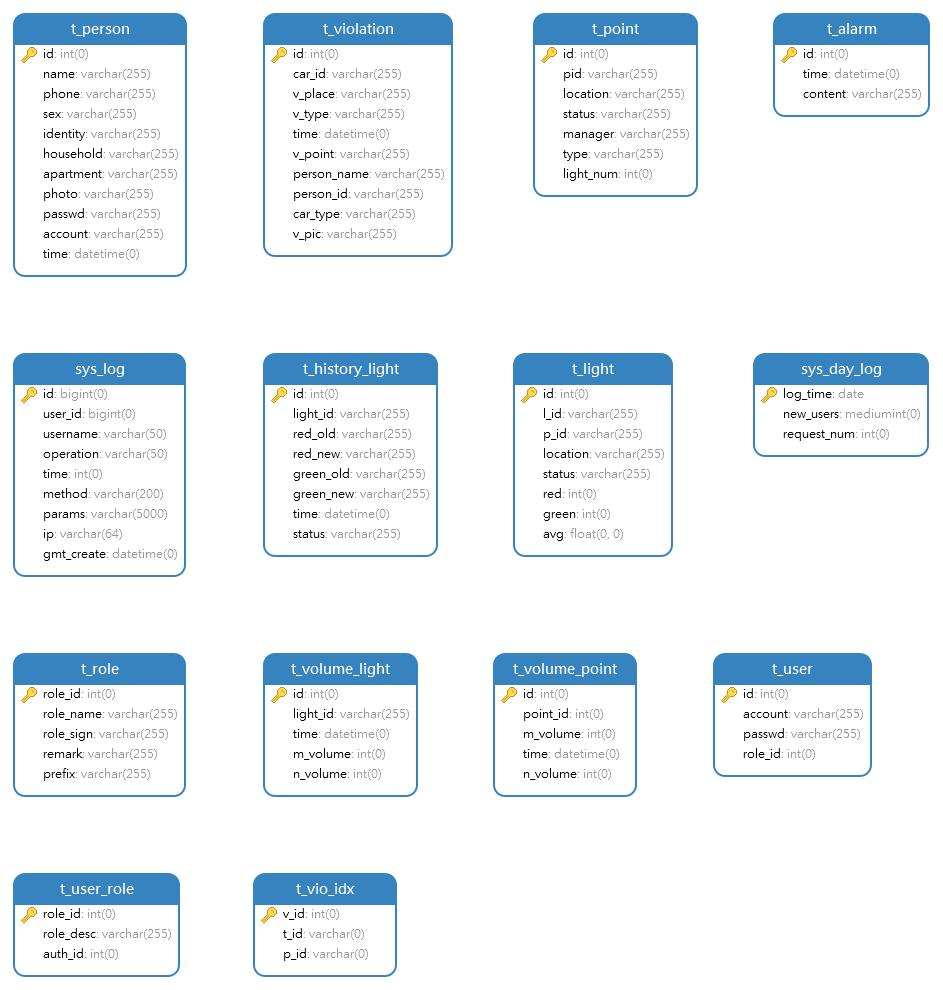 t_person
id: int(0)
name: varchar(255)
phone: varchar(255)
sex: varchar(255)
identity: varchar(255)
household: varchar(255)
apartment: varchar(255)
photo: varchar(255)
passwd: varchar(255)
account: varchar(255)
time: datetime(0)
t_violation
id: int(0)
car_id: varchar(255)
v_place: varchar(255)
v_type: varchar(255)
time: datetime(0)
v_point: varchar(255)
person_name: varchar(255)
person_id: varchar(255)
car_type: varchar(255)
v_pic: varchar(255)
t_point
id: int(0)
pid: varchar(255)
location: varchar(255)
status: varchar(255)
manager: varchar(255)
type: varchar(255)
light_num: int(0)
t_alarm
id: int(0)
time: datetime(0)
content: varchar(255)
sys_log
id: bigint(0)
user_id: bigint(0)
username: varchar(50)
operation: varchar(50)
time: int(0)
method: varchar(200)
params: varchar(5000)
ip: varchar(64)
gmt_create: datetime(0)
t_history_light
id: int(0)
light_id: varchar(255)
red_old: varchar(255)
red_new: varchar(255)
green_old: varchar(255)
green_new: varchar(255)
time: datetime(0)
status: varchar(255)
t_light
id: int(0)
l_id: varchar(255)
p_id: varchar(255)
location: varchar(255)
status: varchar(255)
red: int(0)
green: int(0)
avg: float(0, 0)
sys_day_log
log_time: date
new_users: mediumint(0)
request_num: int(0)
t_role
role_id: int(0)
role_name: varchar(255)
role_sign: varchar(255)
remark: varchar(255)
prefix: varchar(255)
t_volume_light
id: int(0)
light_id: varchar(255)
time: datetime(0)
m_volume: int(0)
n_volume: int(0)
t_volume_point
id: int(0)
point_id: int(0)
m_volume: int(0)
time: datetime(0)
n_volume: int(0)
t_user
id: int(0)
account: varchar(255)
passwd: varchar(255)
role_id: int(0)
t_user_role
role_id: int(0)
role_desc: varchar(255)
auth_id: int(0)
t_vio_idx
v_id: int(0)
t_id: varchar(0)
p_id: varchar(0)